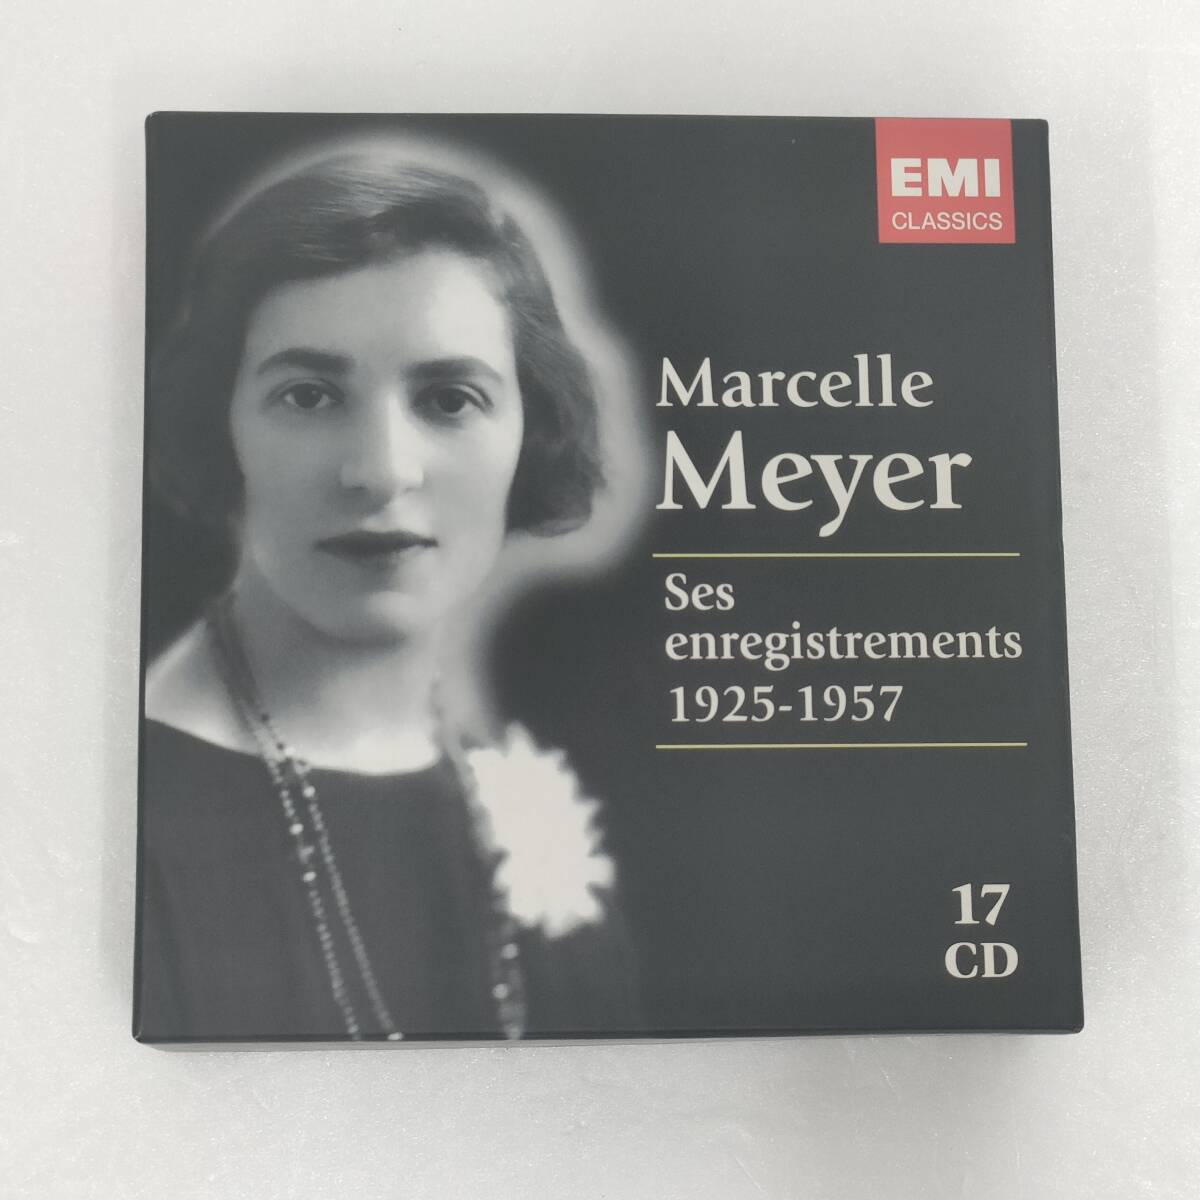 EMI
CLASSICS
Marcelle
Meyer
Ses
enregistrements
1925-1957
17
CD